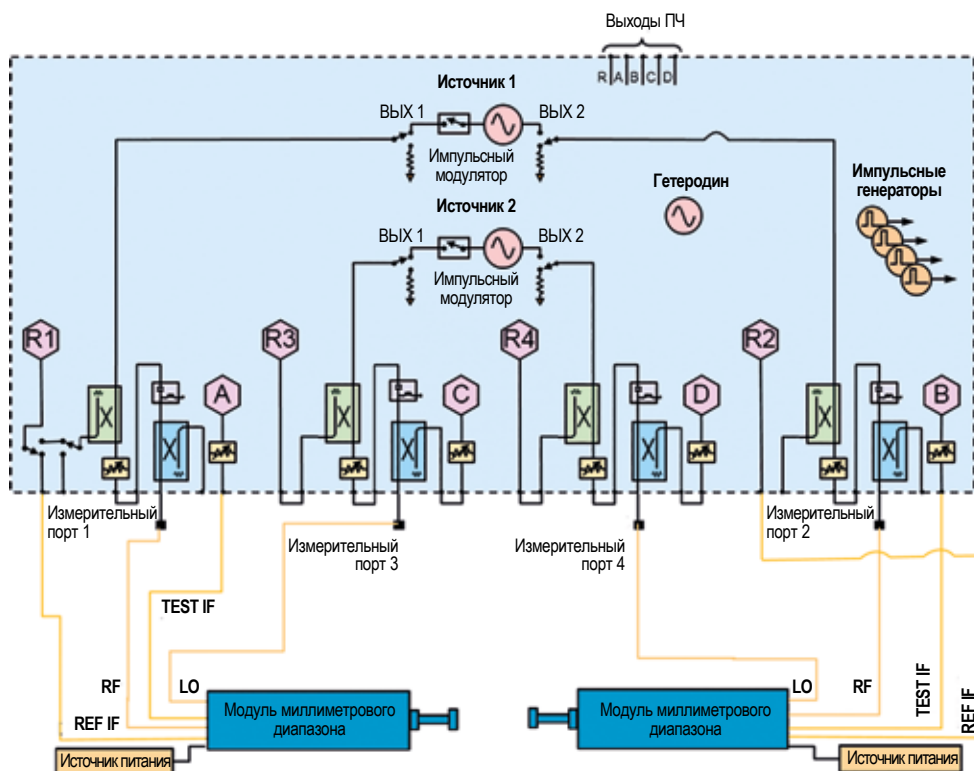 Выходы ПЧ
R A B C D
Источник 1
ВЫХ 1
ВЫХ 2
Импульсный
модулятор
Гетеродин
Импульсные
генераторы
Источник 2
ВЫХ 1
ВЫХ 2
Импульсный
модулятор
R1
R3
R4
R2
A
C
D
B
Измерительный
порт 1
Измерительный
порт 3
Измерительный
порт 4
Измерительный
порт 2
TEST IF
RF
LO
REF IF
Модуль миллиметрового
диапазона
Источник питания
LO
RF
TEST IF
REF IF
Модуль миллиметрового
диапазона
Источник питания